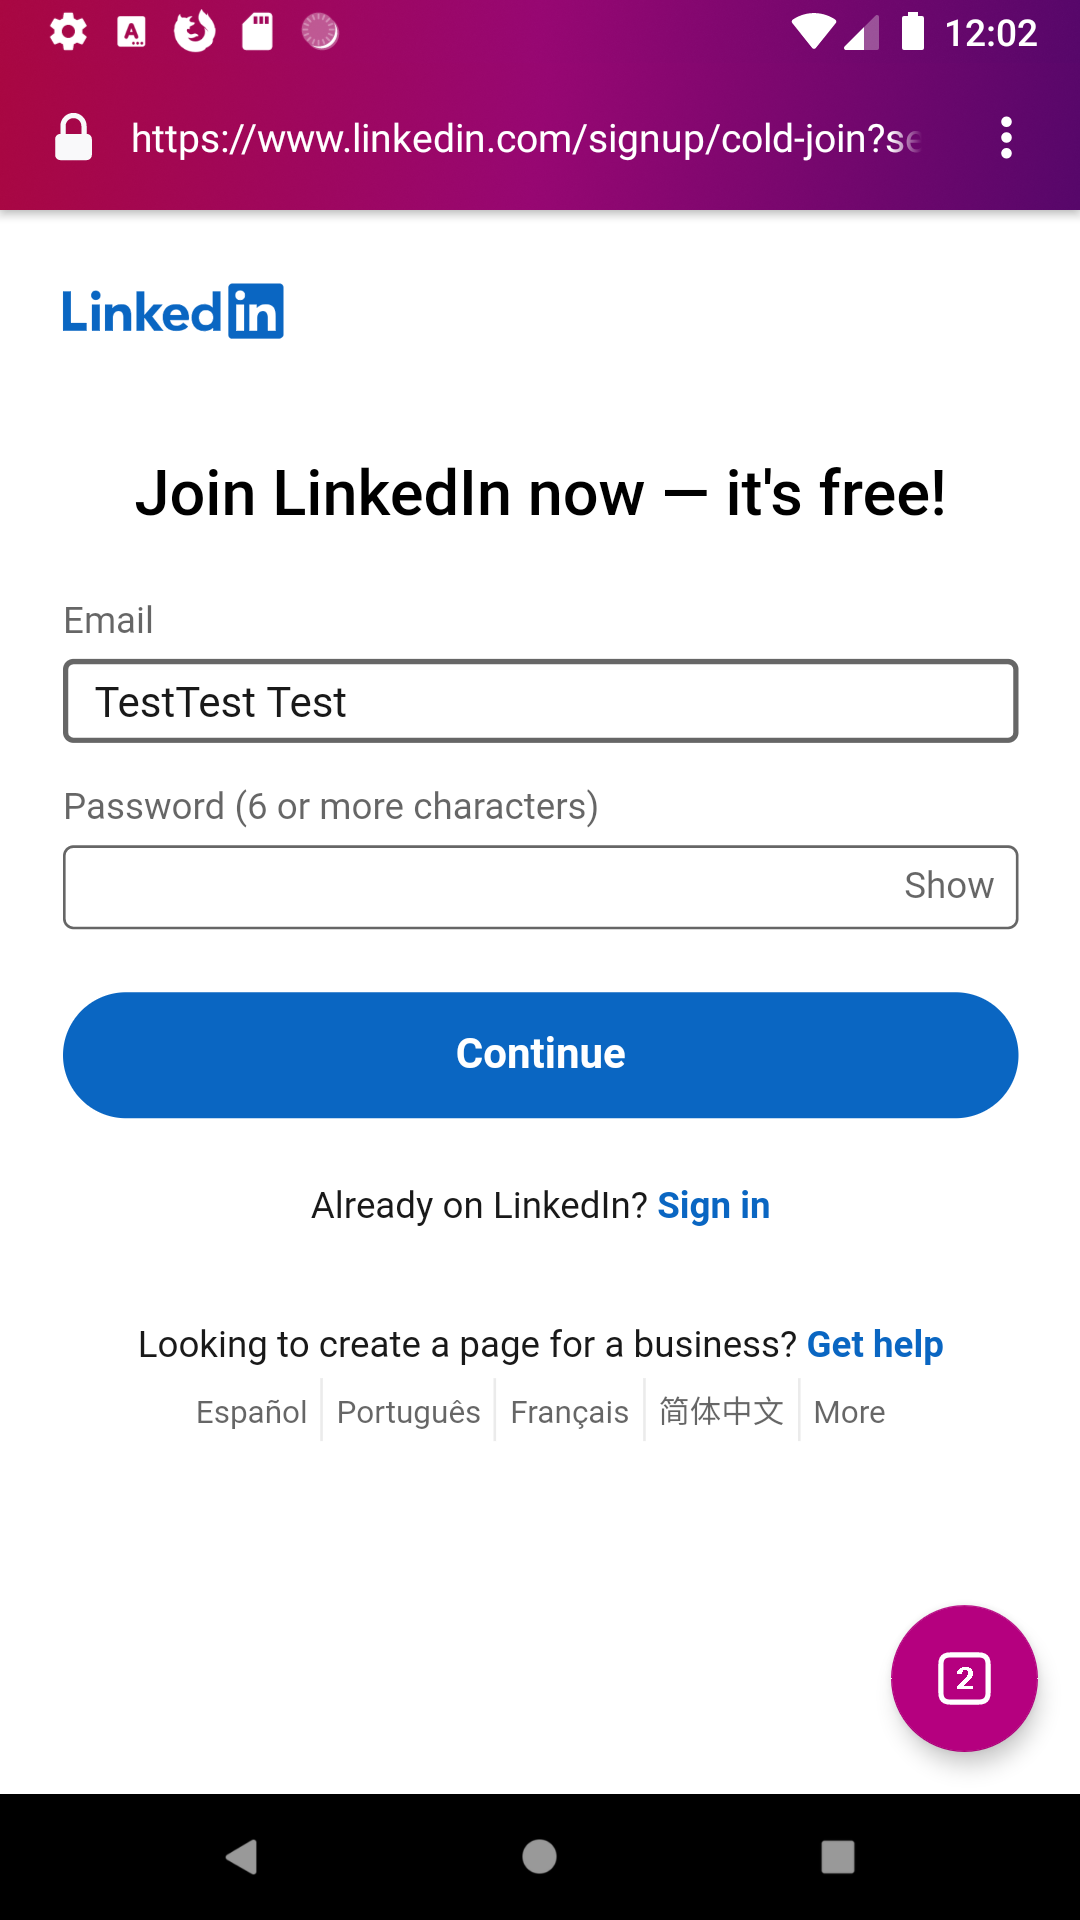 12:02
https://www.linkedin.com/signup/cold-join?se
Linkedin
Join LinkedIn now — it's free!
Email
TestTest Test
Password (6 or more characters)
Show
Continue
Already on LinkedIn? Sign in
Looking to create a page for a business? Get help
Español Português Français 简体中文 More
2